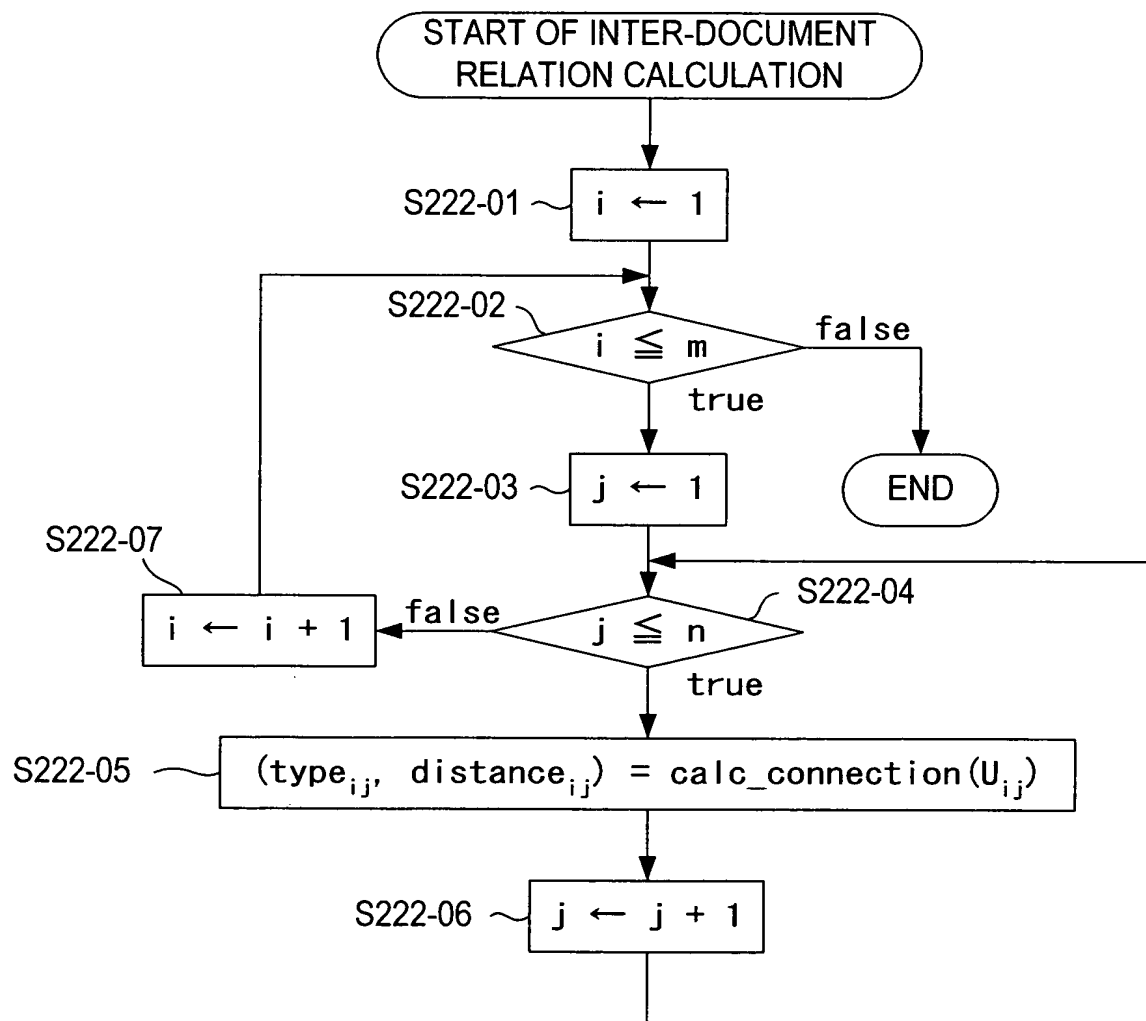 START OF INTER-DOCUMENT
RELATION CALCULATION
S222-01
i ← 1
S222-02
i ≦ m
false
true
S222-03
j ← 1
END
S222-07
i ← i + 1
false
j ≦ n
S222-04
true
S222-05
(type_ij, distance_ij) = calc_connection(U_ij)
S222-06
j ← j + 1